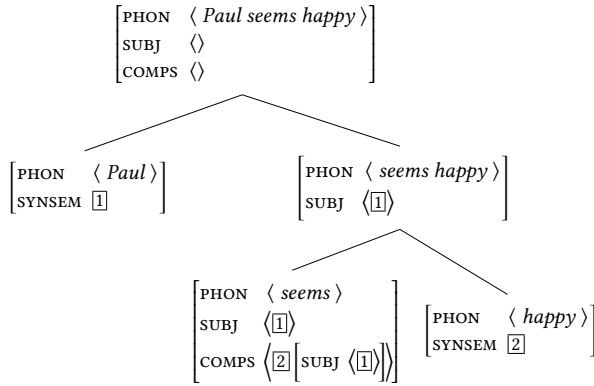 PHON ⟨ Paul seems happy ⟩
SUBJ ⟨⟩
COMPS ⟨⟩
PHON ⟨ Paul ⟩
SYNSEM 1
PHON ⟨ seems happy ⟩
SUBJ ⟨1⟩
PHON ⟨ seems ⟩
SUBJ ⟨1⟩
COMPS ⟨2[SUBJ ⟨1⟩]⟩
PHON ⟨ happy ⟩
SYNSEM 2